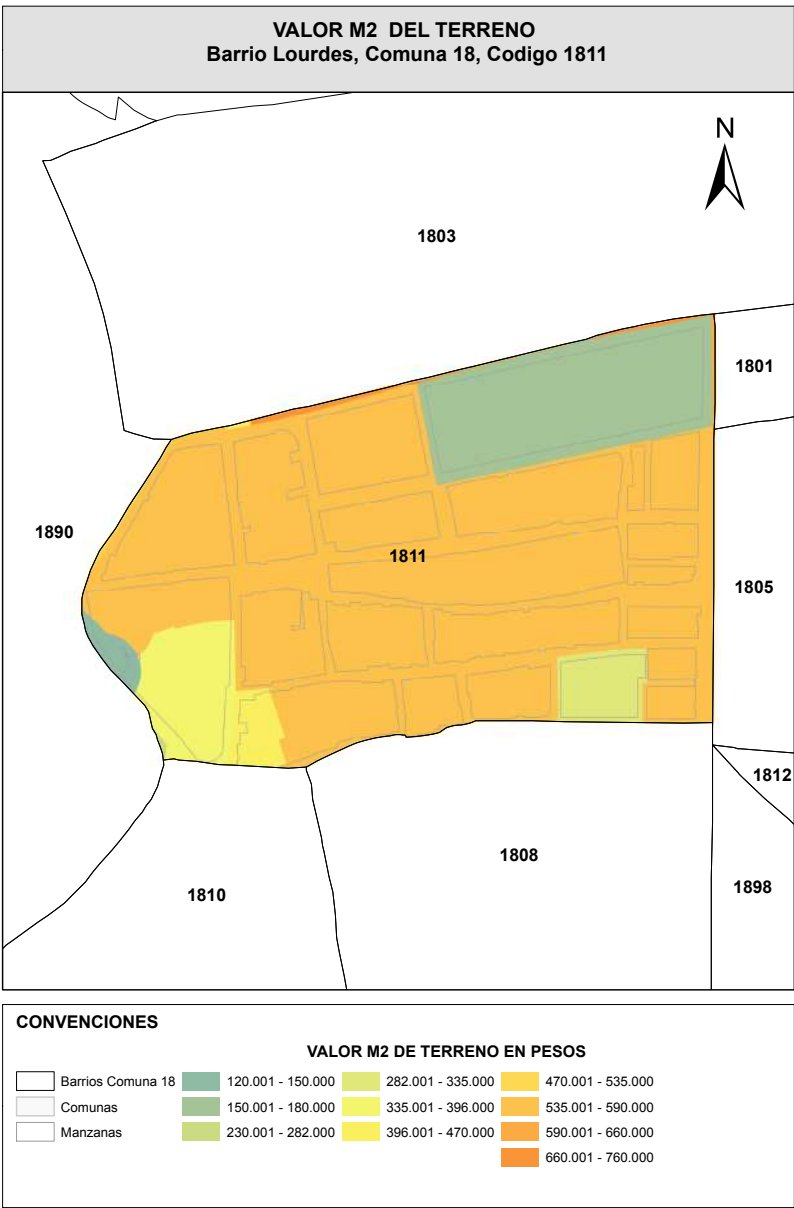 VALOR M2 DEL TERRENO
Barrio Lourdes, Comuna 18, Codigo 1811
N
1803
1801
1890
1811
1805
1812
1808
1810
1898
CONVENCIONES
VALOR M2 DE TERRENO EN PESOS
Barrios Comuna 18
120.001 - 150.000
282.001 - 335.000
470.001 - 535.000
Comunas
150.001 - 180.000
335.001 - 396.000
535.001 - 590.000
Manzanas
230.001 - 282.000
396.001 - 470.000
590.001 - 660.000
660.001 - 760.000